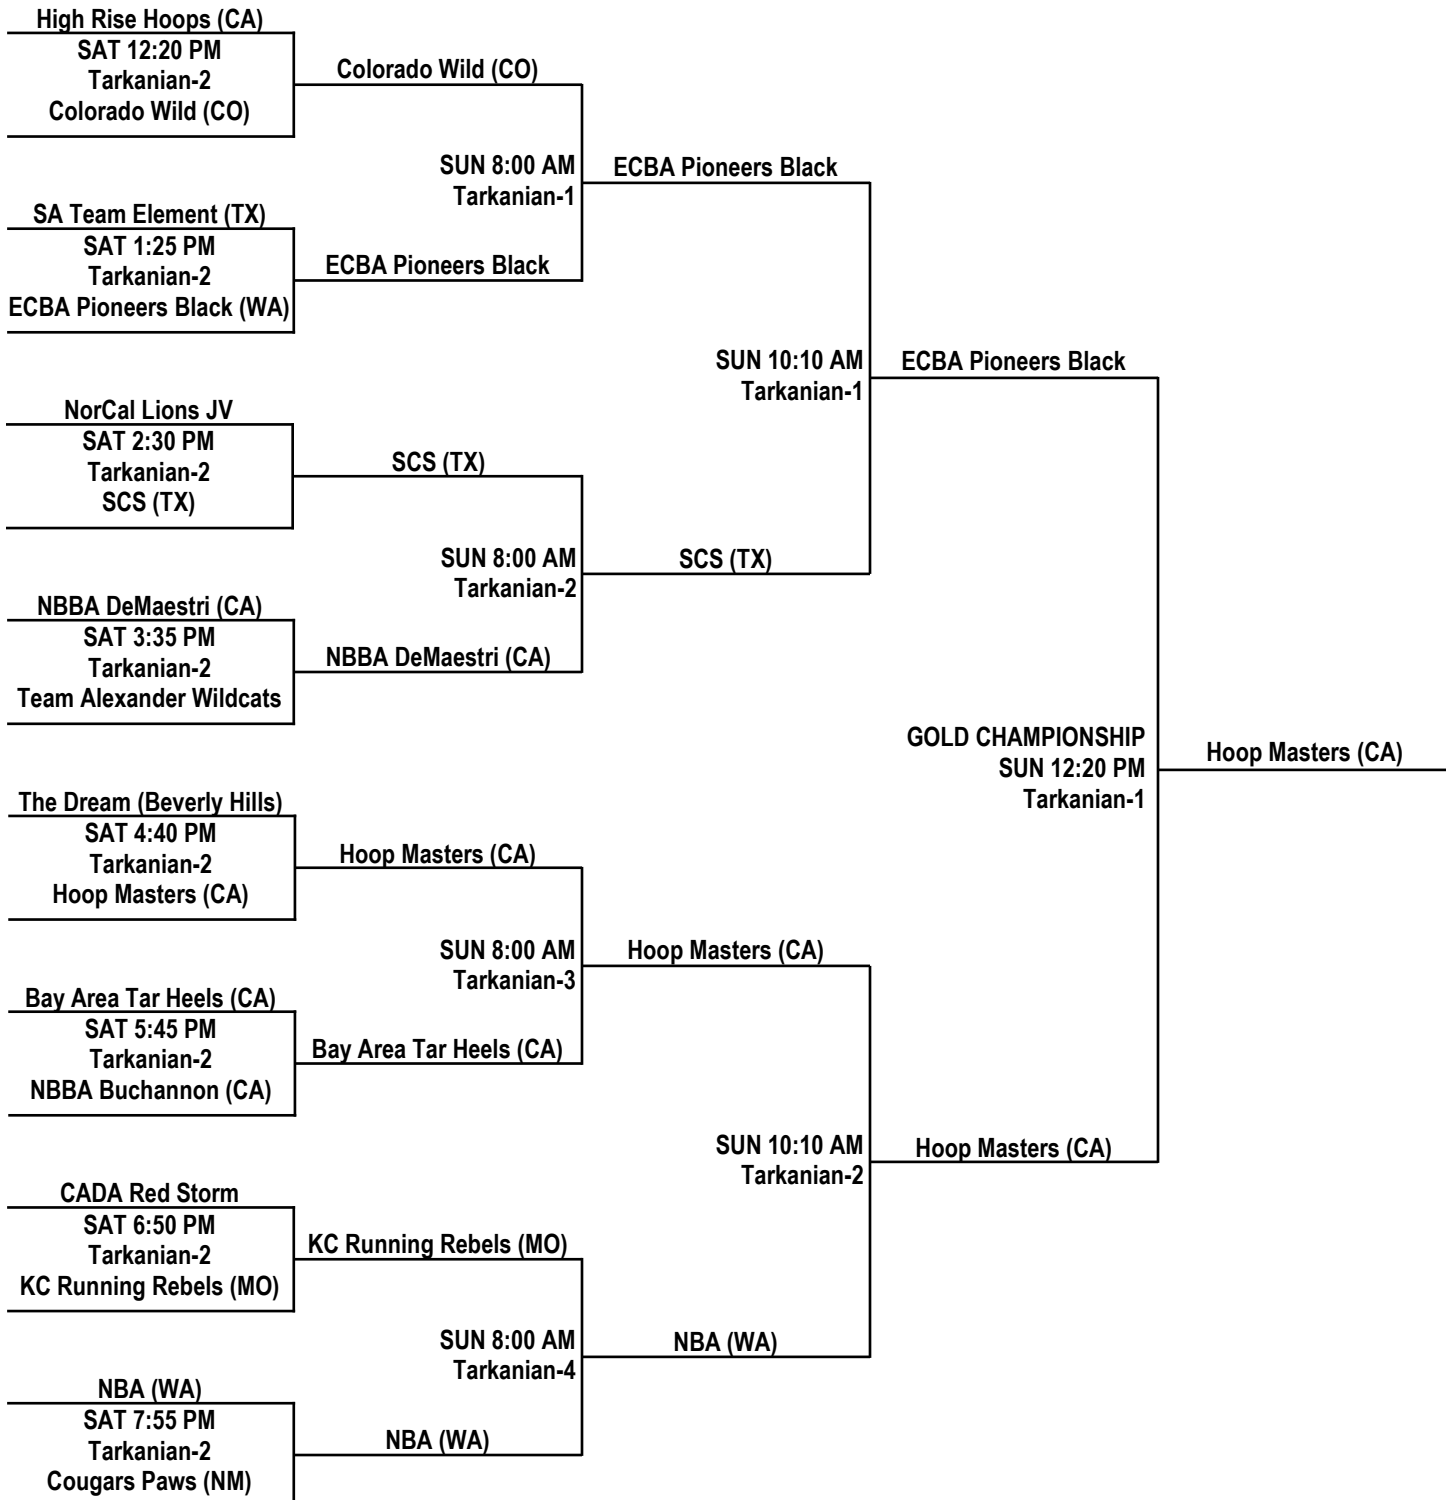 High Rise Hoops (CA)
SAT 12:20 PM
Tarkanian-2
Colorado Wild (CO)
Colorado Wild (CO)
SUN 8:00 AM
Tarkanian-1
ECBA Pioneers Black
SA Team Element (TX)
SAT 1:25 PM
Tarkanian-2
ECBA Pioneers Black (WA)
ECBA Pioneers Black
SUN 10:10 AM
Tarkanian-1
ECBA Pioneers Black
NorCal Lions JV
SAT 2:30 PM
Tarkanian-2
SCS (TX)
SCS (TX)
SUN 8:00 AM
Tarkanian-2
SCS (TX)
NBBA DeMaestri (CA)
SAT 3:35 PM
Tarkanian-2
Team Alexander Wildcats
NBBA DeMaestri (CA)
GOLD CHAMPIONSHIP
SUN 12:20 PM
Tarkanian-1
Hoop Masters (CA)
The Dream (Beverly Hills)
SAT 4:40 PM
Tarkanian-2
Hoop Masters (CA)
Hoop Masters (CA)
SUN 8:00 AM
Tarkanian-3
Hoop Masters (CA)
Bay Area Tar Heels (CA)
SAT 5:45 PM
Tarkanian-2
NBBA Buchannon (CA)
Bay Area Tar Heels (CA)
SUN 10:10 AM
Tarkanian-2
Hoop Masters (CA)
CADA Red Storm
SAT 6:50 PM
Tarkanian-2
KC Running Rebels (MO)
KC Running Rebels (MO)
SUN 8:00 AM
Tarkanian-4
NBA (WA)
NBA (WA)
SAT 7:55 PM
Tarkanian-2
Cougars Paws (NM)
NBA (WA)